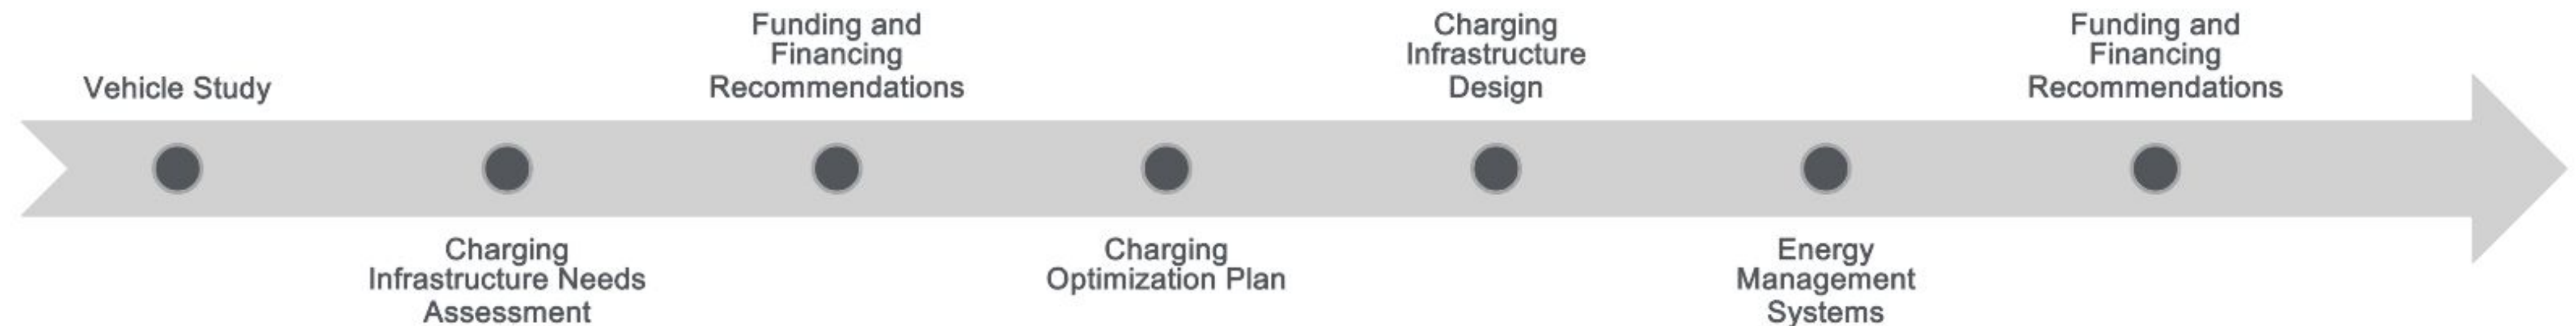 Vehicle Study
Charging
Infrastructure Needs
Assessment
Funding and
Financing
Recommendations
Charging
Optimization Plan
Charging
Infrastructure
Design
Energy
Management
Systems
Funding and
Financing
Recommendations